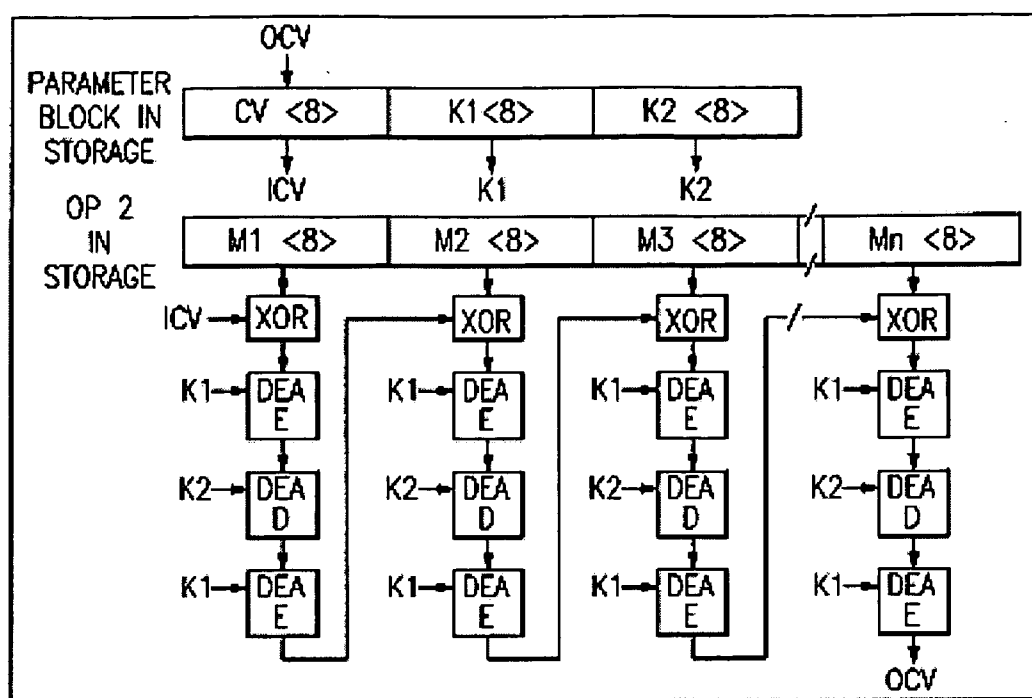 OCV
PARAMETER
BLOCK IN
STORAGE
CV <8> K1<8> K2 <8>
ICV K1 K2
OP 2
IN
STORAGE
M1 <8> M2 <8> M3 <8> Mn <8>
ICV XOR XOR XOR XOR
K1 DEA K1 DEA K1 DEA K1 DEA
E E E E
K2 DEA K2 DEA K2 DEA K2 DEA
D D D D
K1 DEA K1 DEA K1 DEA K1 DEA
E E E E
OCV